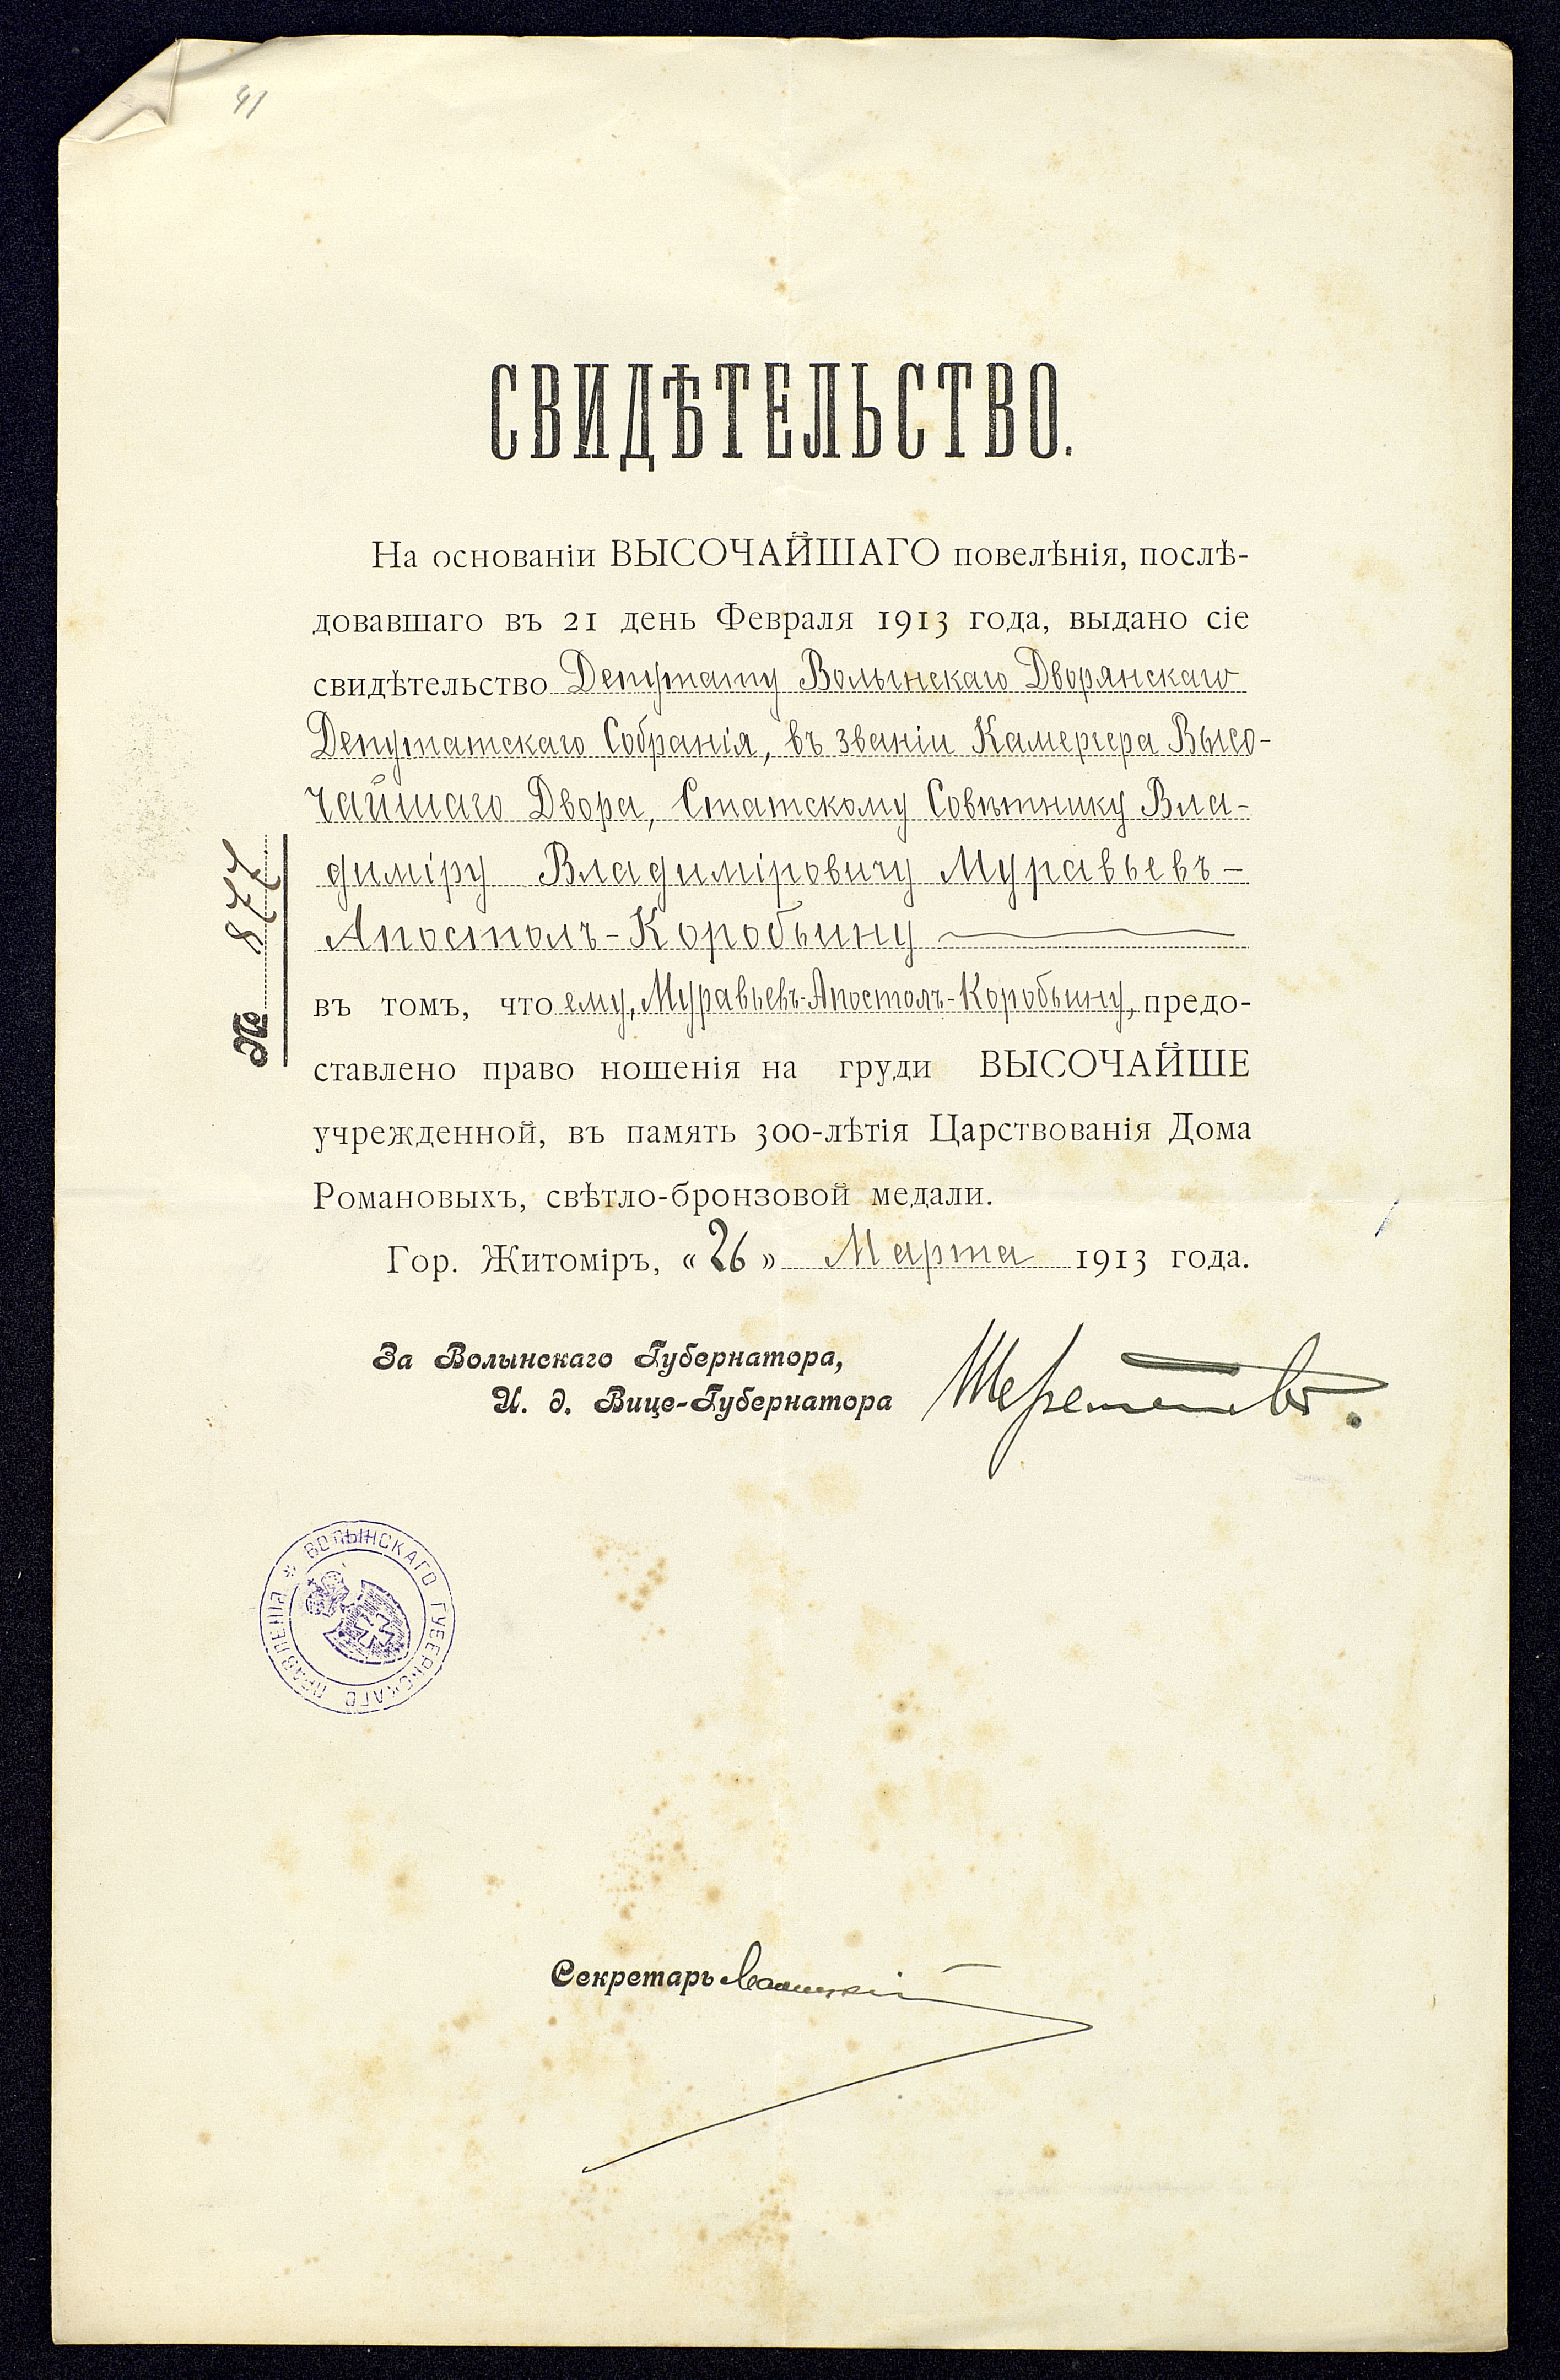 41
СВИДѢТЕЛЬСТВО.
На основаніи ВЫСОЧАЙШАГО повелѣнія, послѣ-
довавшаго въ 21 день Февраля 1913 года, выдано сіе
свидѣтельство Депутату Волынскаго Дворянскаго
Депутатскаго Собранія, въ званіи Камергера Высо-
чайшаго Двора, Статскому Совѣтнику Вла-
диміру Владиміровичу Муравьевъ-
Апостолъ-Коробьину
въ томъ, что ему, Муравьевъ-Апостолъ-Коробьину, предо-
ставлено право ношенія на груди ВЫСОЧАЙШЕ
учрежденной, въ память 300-лѣтія Царствованія Дома
Романовыхъ, свѣтло-бронзовой медали.
Гор. Житоміръ, «26» Марта 1913 года.
№ 877
За Волынскаго Губернатора,
И. д. Вице-Губернатора
ВОЛЫНСКАГО ГУБЕРНСКАГО ПРАВЛЕНІЯ *
Секретарь